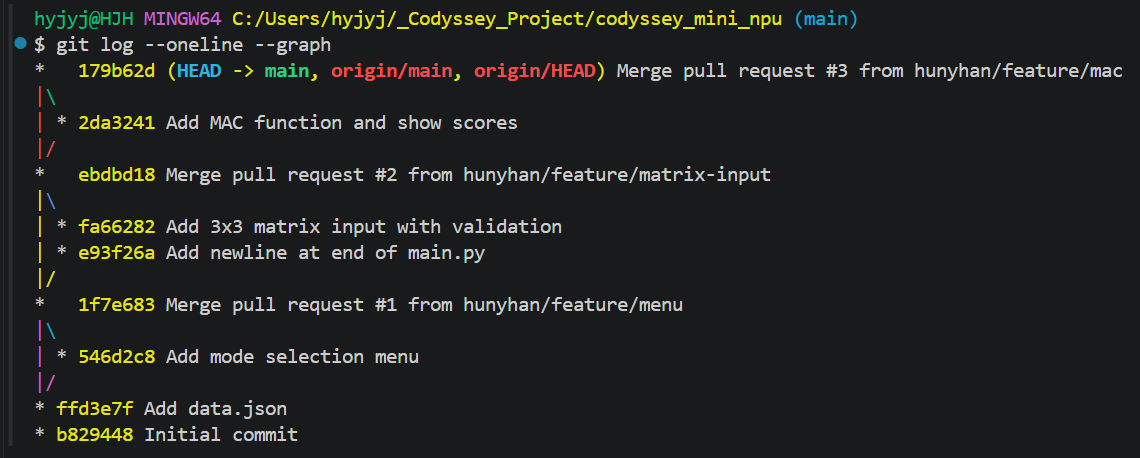 hyjyj@HJH MINGW64 C:/Users/hyjyj/_Codyssey_Project/codyssey_mini_npu (main)
$ git log --oneline --graph
*   179b62d (HEAD -> main, origin/main, origin/HEAD) Merge pull request #3 from hunyhan/feature/mac
|\
| * 2da3241 Add MAC function and show scores
|/
*   ebdbd18 Merge pull request #2 from hunyhan/feature/matrix-input
|\
| * fa66282 Add 3x3 matrix input with validation
| * e93f26a Add newline at end of main.py
|/
*   1f7e683 Merge pull request #1 from hunyhan/feature/menu
|\
| * 546d2c8 Add mode selection menu
|/
* ffd3e7f Add data.json
* b829448 Initial commit